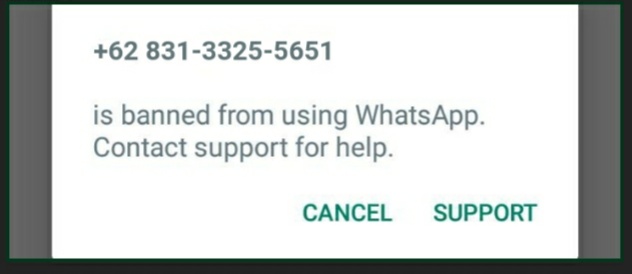 +62 831-3325-5651
is banned from using WhatsApp.
Contact support for help.
CANCEL SUPPORT